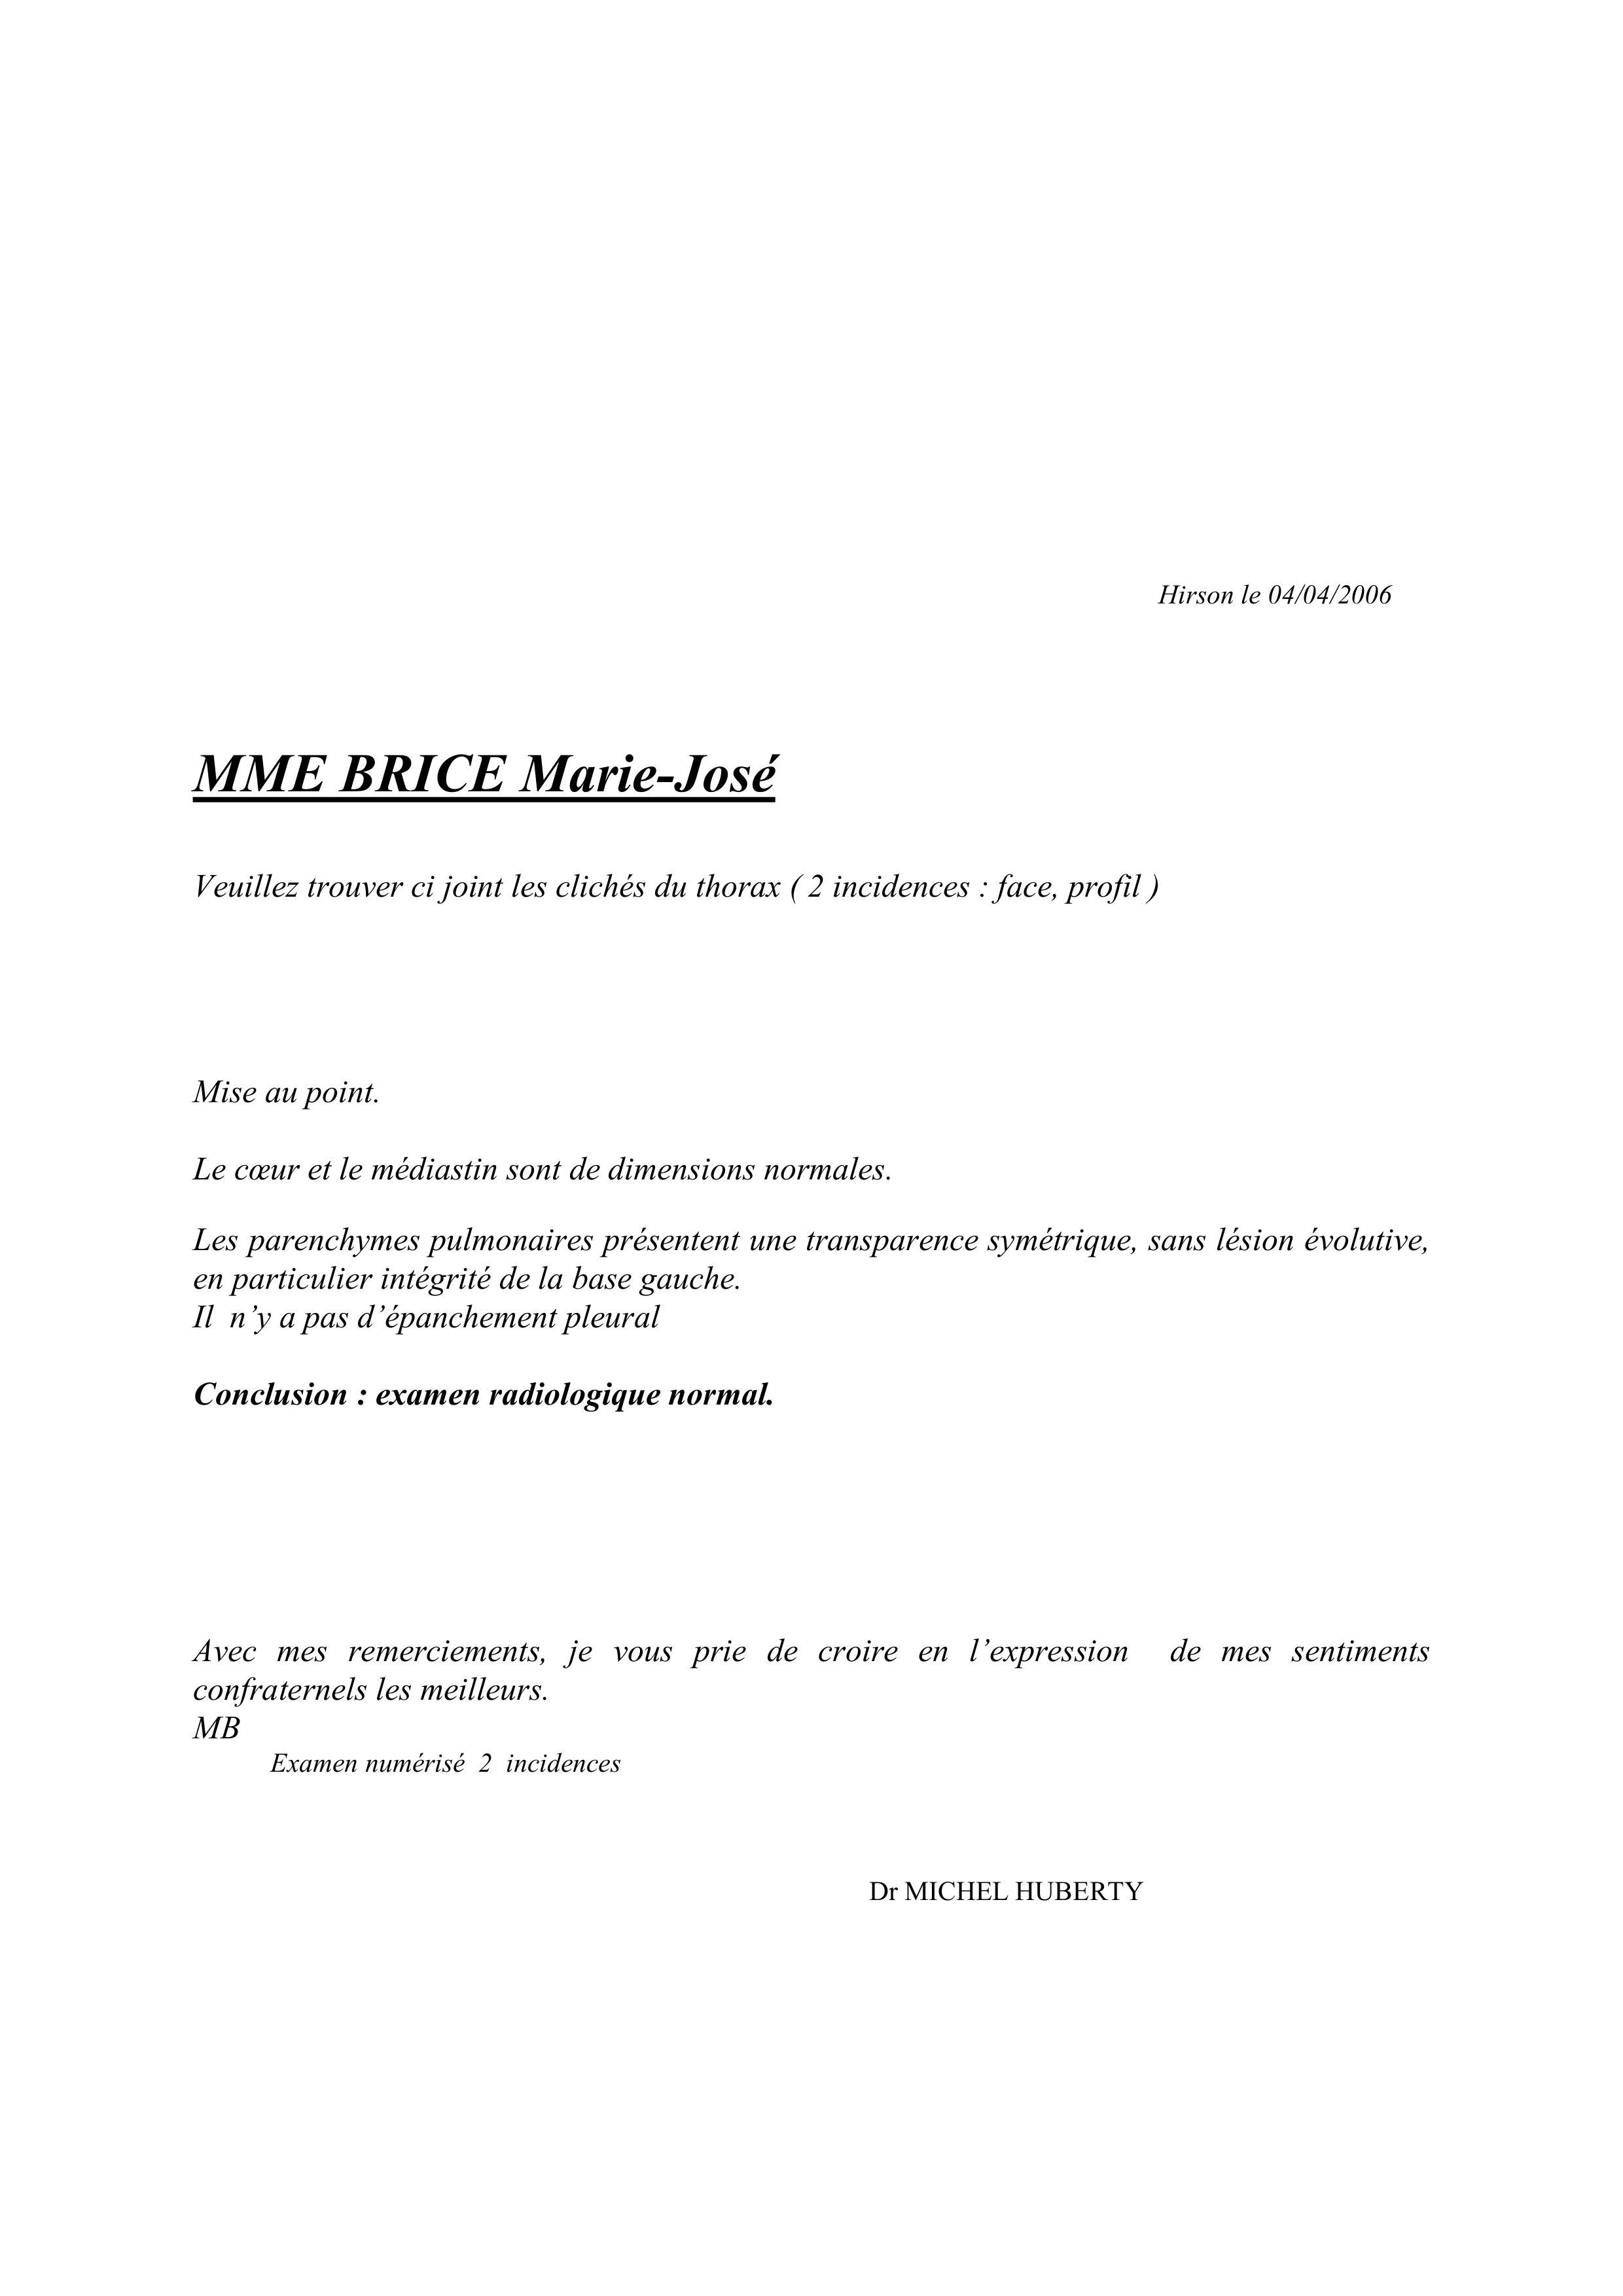 Hirson le 04/04/2006
MME BRICE Marie-José
Veuillez trouver ci joint les clichés du thorax ( 2 incidences : face, profil )
Mise au point.
Le cœur et le médiastin sont de dimensions normales.
Les parenchymes pulmonaires présentent une transparence symétrique, sans lésion évolutive,
en particulier intégrité de la base gauche.
Il  n’y a pas d’épanchement pleural
Conclusion : examen radiologique normal.
Avec mes remerciements, je vous prie de croire en l’expression  de mes sentiments
confraternels les meilleurs.
MB
Examen numérisé  2  incidences
Dr MICHEL HUBERTY